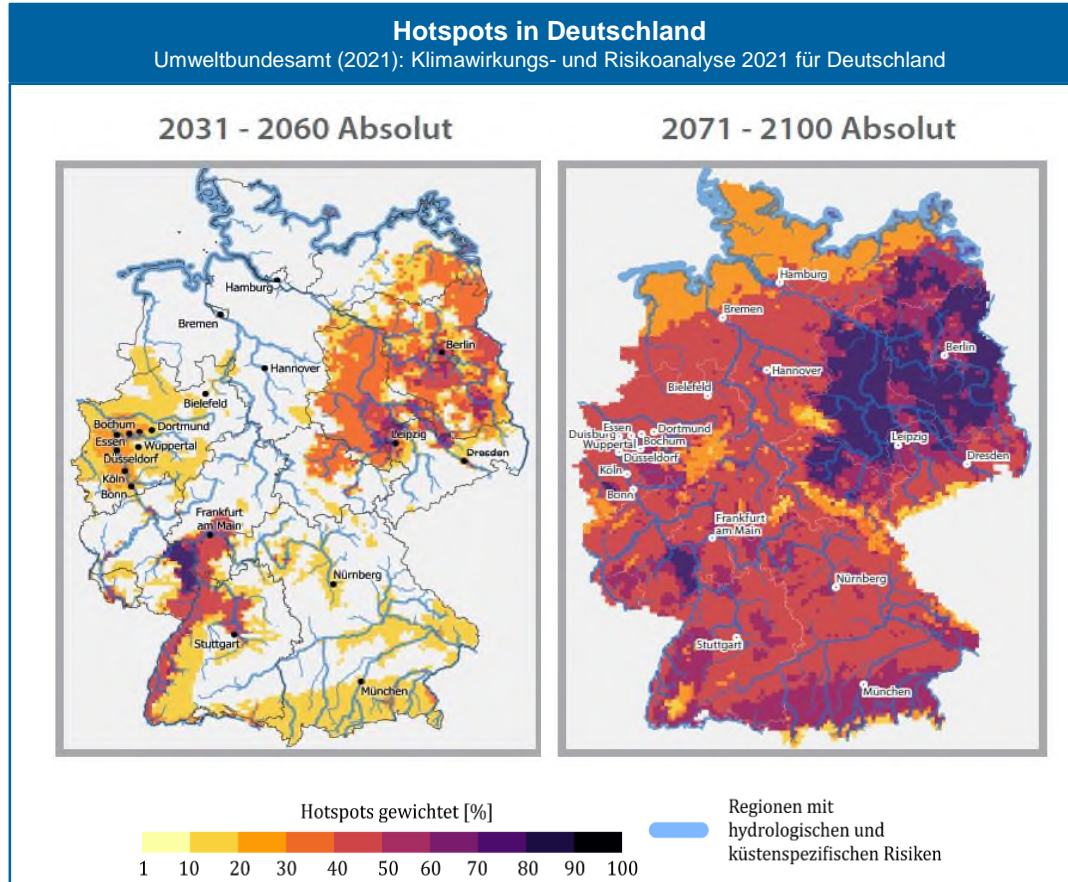 Hotspots in Deutschland
Umweltbundesamt (2021): Klimawirkungs- und Risikoanalyse 2021 für Deutschland
2031 - 2060 Absolut
Hamburg
Bremen
Berlin
Hannover
Bielefeld
Bochum
Dortmund
Essen
Wuppertal
Düsseldorf
Leipzig
Köln
Dresden
Bonn
Frankfurt
am Main
Nürnberg
Stuttgart
München
2071 - 2100 Absolut
Hamburg
Bremen
Berlin
Hannover
Bielefeld
Essen
Dortmund
Duisburg
Bochum
Wuppertal
Düsseldorf
Leipzig
Köln
Dresden
Bonn
Frankfurt
am Main
Nürnberg
Stuttgart
München
Hotspots gewichtet [%]
1 10 20 30 40 50 60 70 80 90 100
Regionen mit
hydrologischen und
küstenspezifischen Risiken